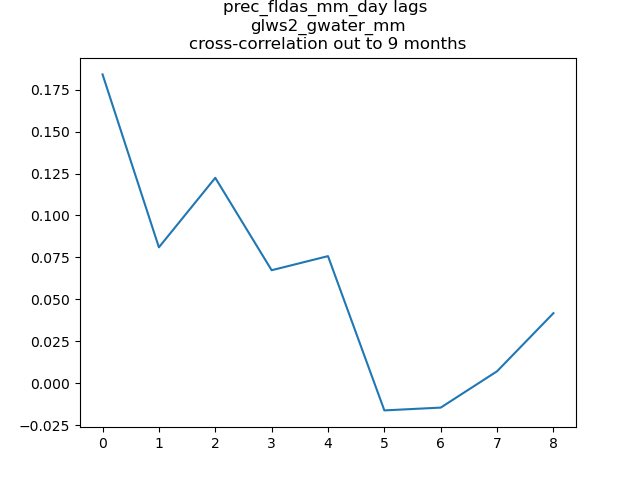 prec_fldas_mm_day lags
glws2_gwater_mm
cross-correlation out to 9 months
0.175
0.150
0.125
0.100
0.075
0.050
0.025
0.000
−0.025
0 1 2 3 4 5 6 7 8